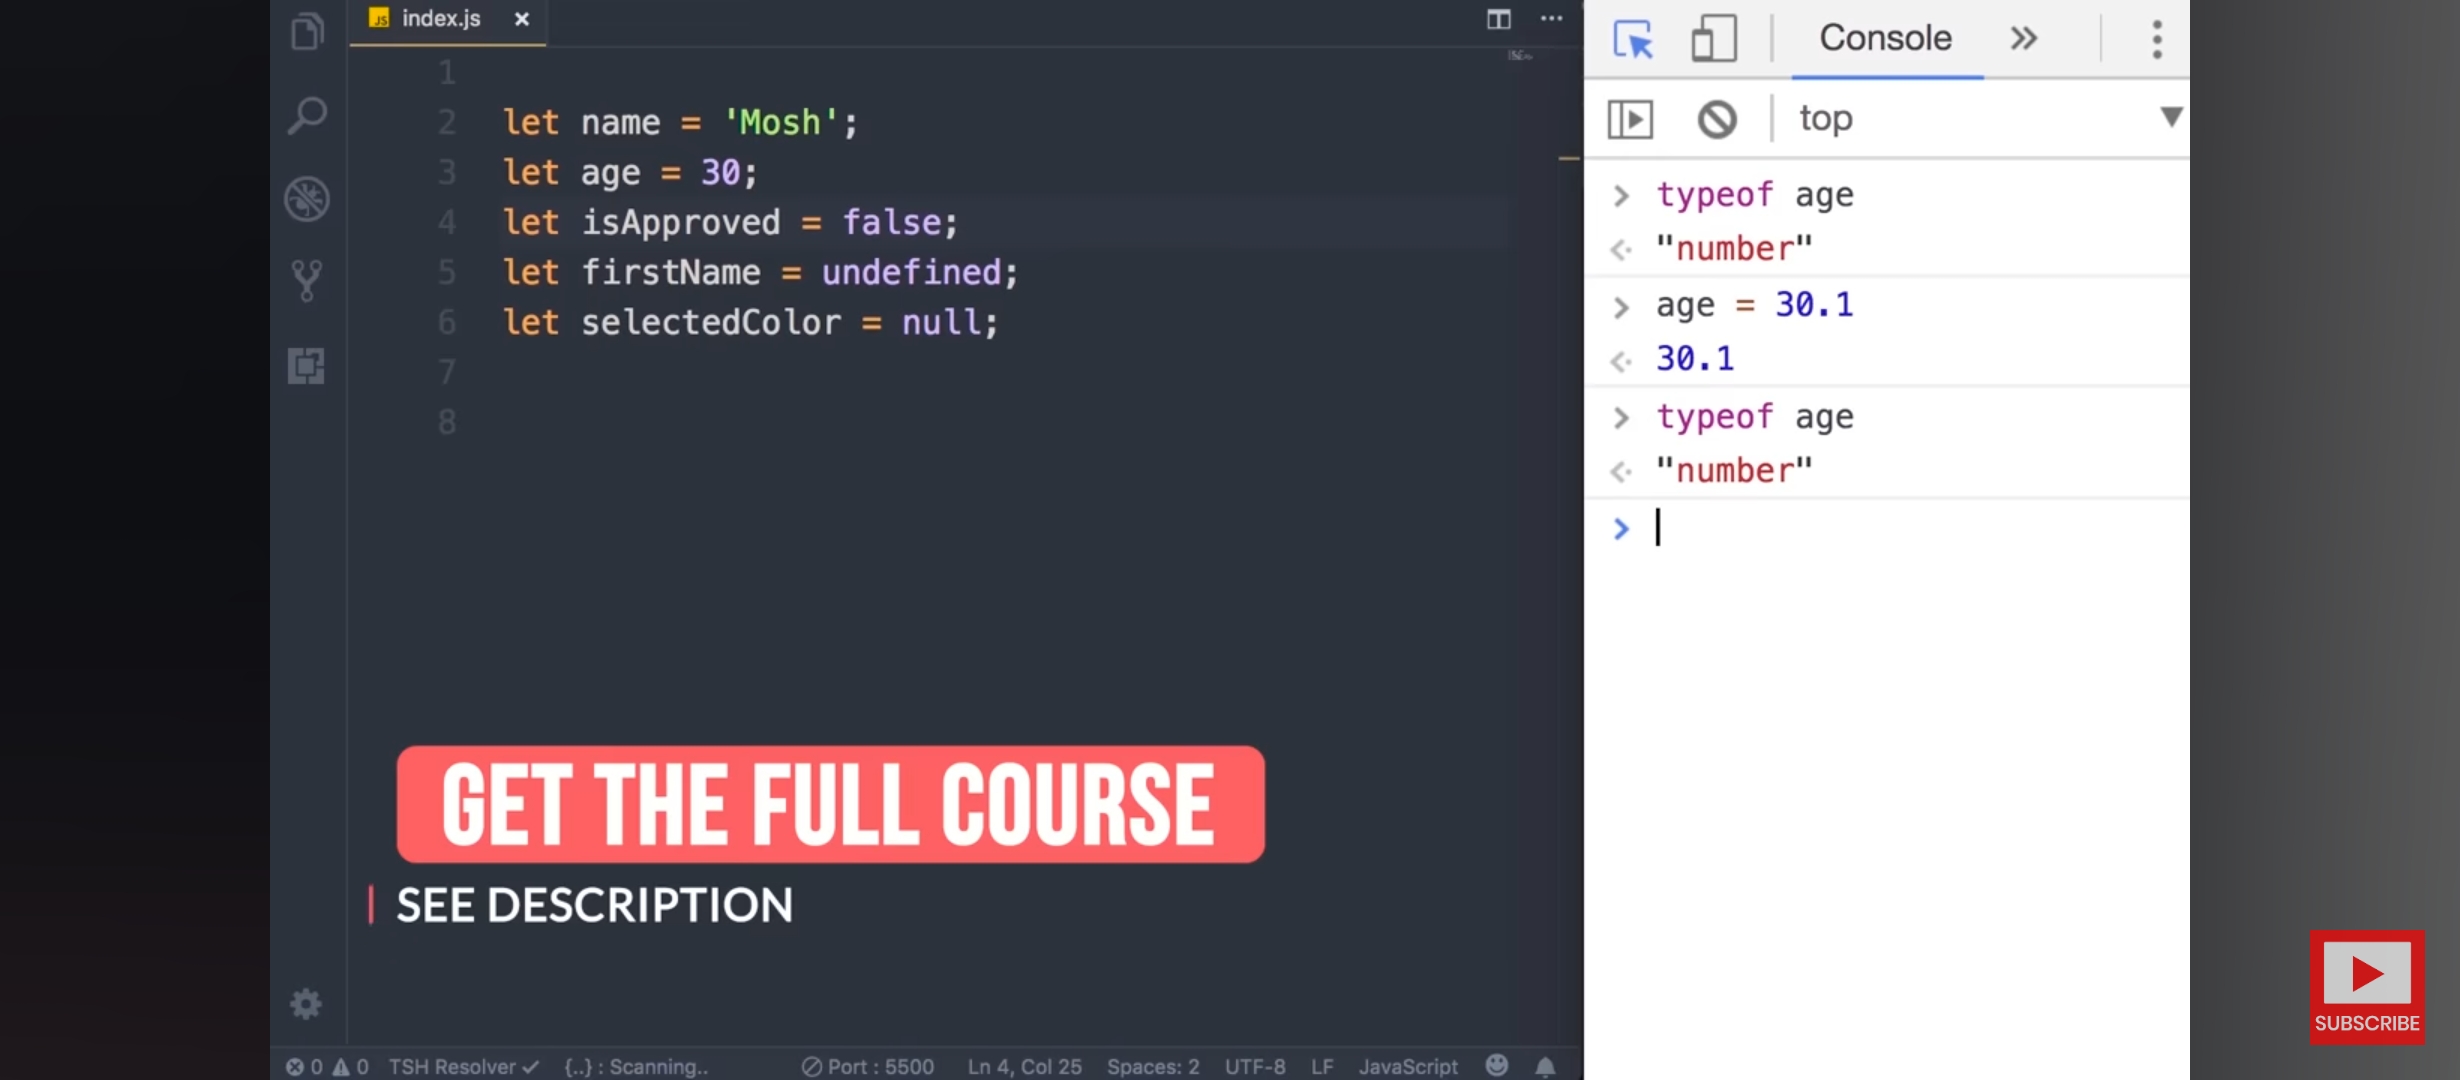 JS index.js ×
1
2 let name = 'Mosh';
3 let age = 30;
4 let isApproved = false;
5 let firstName = undefined;
6 let selectedColor = null;
7
8
GET THE FULL COURSE
SEE DESCRIPTION
0 0 TSH Resolver ✓ {..} : Scanning.. Port : 5500 Ln 4, Col 25 Spaces: 2 UTF-8 LF JavaScript
Console »
top ▼
> typeof age
<· "number"
> age = 30.1
<· 30.1
> typeof age
<· "number"
>
SUBSCRIBE